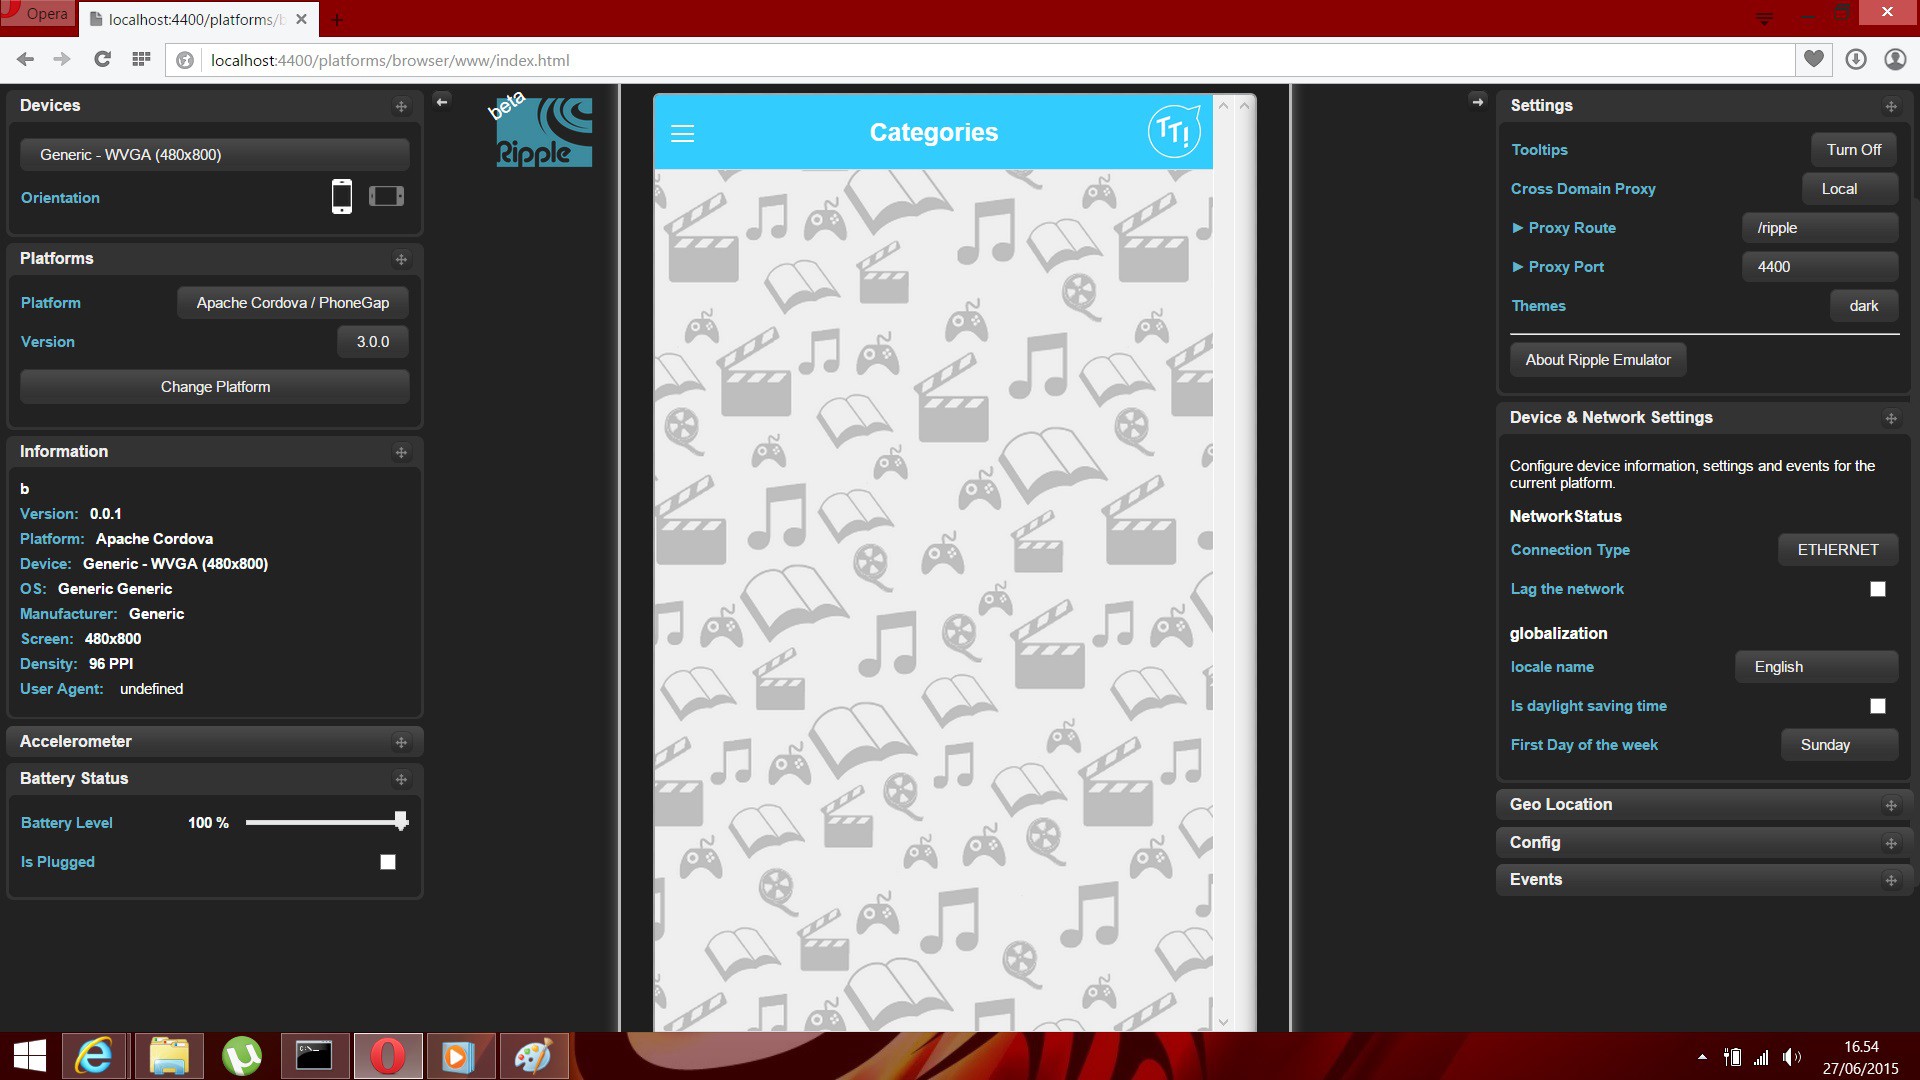 Opera
localhost:4400/platforms/b
localhost:4400/platforms/browser/www/index.html
Devices
Generic - WVGA (480x800)
Orientation
Platforms
Platform
Apache Cordova / PhoneGap
Version
3.0.0
Change Platform
Information
b
Version: 0.0.1
Platform: Apache Cordova
Device: Generic - WVGA (480x800)
OS: Generic Generic
Manufacturer: Generic
Screen: 480x800
Density: 96 PPI
User Agent: undefined
Accelerometer
Battery Status
Battery Level 100 %
Is Plugged
beta
Ripple
Categories
TT!
Settings
Tooltips Turn Off
Cross Domain Proxy Local
► Proxy Route /ripple
► Proxy Port 4400
Themes dark
About Ripple Emulator
Device & Network Settings
Configure device information, settings and events for the
current platform.
NetworkStatus
Connection Type ETHERNET
Lag the network
globalization
locale name English
Is daylight saving time
First Day of the week Sunday
Geo Location
Config
Events
16.54
27/06/2015